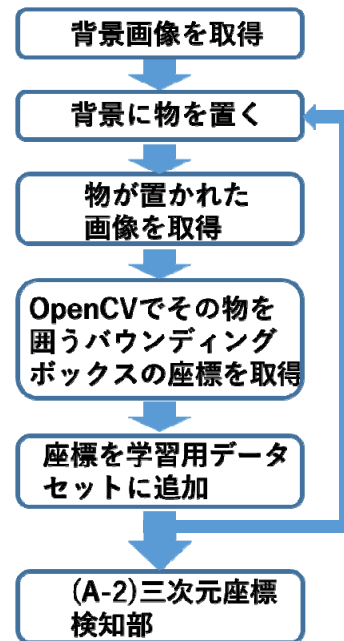 背景画像を取得
背景に物を置く
物が置かれた
画像を取得
OpenCVでその物を
囲うバウンディング
ボックスの座標を取得
座標を学習用データ
セットに追加
(A-2)三次元座標
検知部